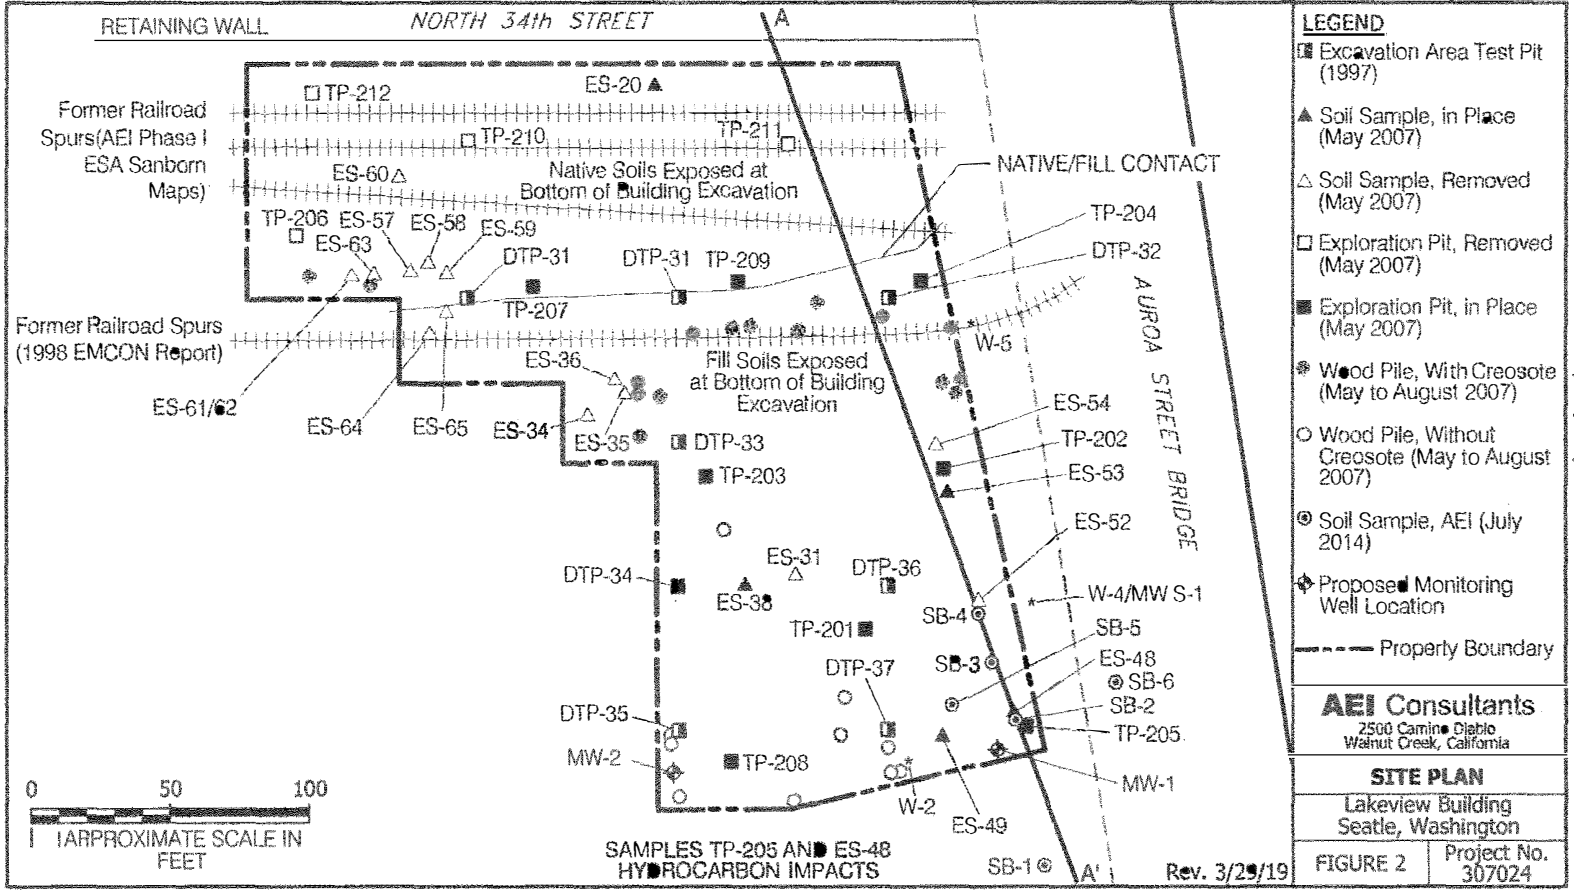 RETAINING WALL
NORTH 34th STREET
A
TP-212
ES-20
Former Railroad
Spurs(AEI Phase I
ESA Sanborn
Maps)
TP-210
TP-211
ES-60
Native Soils Exposed at
Bottom of Building Excavation
NATIVE/FILL CONTACT
TP-206
ES-57
ES-58
ES-59
ES-63
TP-204
DTP-31
DTP-31
TP-209
DTP-32
TP-207
Former Railroad Spurs
(1998 EMCON Report)
W-5
ES-36
Fill Soils Exposed
at Bottom of Building
Excavation
ES-61/62
ES-64
ES-65
ES-34
ES-35
DTP-33
ES-54
TP-202
TP-203
ES-53
ES-52
AUROA STREET BRIDGE
ES-31
DTP-34
DTP-36
ES-38
W-4/MW S-1
SB-4
TP-201
SB-5
SB-3
ES-48
DTP-37
SB-6
SB-2
DTP-35
TP-205
MW-2
TP-208
MW-1
W-2
ES-49
0 50 100
APPROXIMATE SCALE IN
FEET
SAMPLES TP-205 AND ES-48
HYDROCARBON IMPACTS
SB-1
A'
Rev. 3/29/19
LEGEND
Excavation Area Test Pit
(1997)
Soil Sample, in Place
(May 2007)
Soil Sample, Removed
(May 2007)
Exploration Pit, Removed
(May 2007)
Exploration Pit, in Place
(May 2007)
Wood Pile, With Creosote
(May to August 2007)
Wood Pile, Without
Creosote (May to August
2007)
Soil Sample, AEI (July
2014)
Proposed Monitoring
Well Location
Property Boundary
AEI Consultants
2500 Camino Diablo
Walnut Creek, California
SITE PLAN
Lakeview Building
Seatle, Washington
FIGURE 2
Project No.
307024